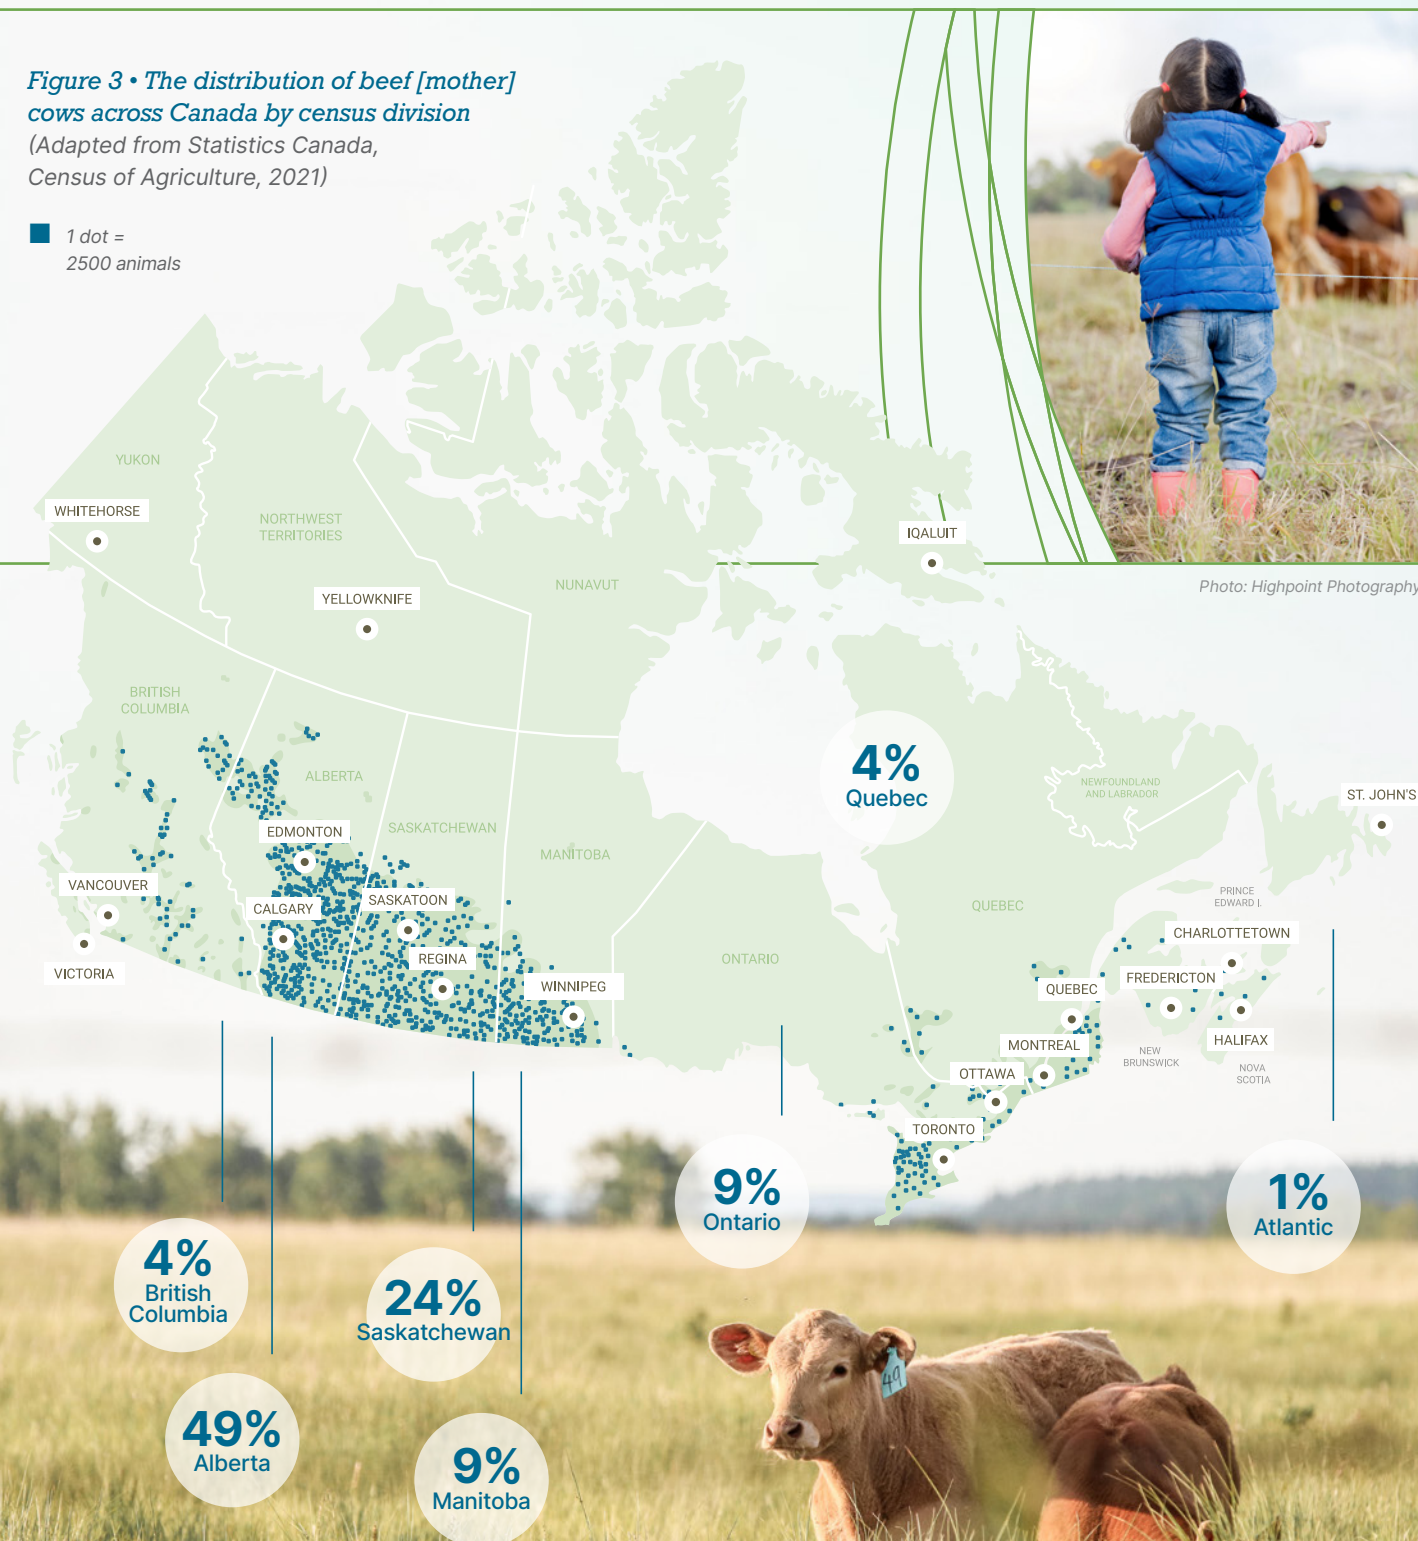 Figure 3 • The distribution of beef [mother]
cows across Canada by census division
(Adapted from Statistics Canada,
Census of Agriculture, 2021)
1 dot =
2500 animals
YUKON
WHITEHORSE
NORTHWEST
TERRITORIES
IQALUIT
NUNAVUT
Photo: Highpoint Photography
YELLOWKNIFE
BRITISH
COLUMBIA
4%
Quebec
ALBERTA
NEWFOUNDLAND
AND LABRADOR
ST. JOHN'S
EDMONTON
SASKATCHEWAN
MANITOBA
VANCOUVER
PRINCE
EDWARD I.
CALGARY
SASKATOON
QUEBEC
CHARLOTTETOWN
VICTORIA
REGINA
ONTARIO
FREDERICTON
WINNIPEG
QUEBEC
HALIFAX
MONTREAL
NEW
BRUNSWICK
NOVA
SCOTIA
OTTAWA
TORONTO
9%
Ontario
1%
Atlantic
4%
British
Columbia
24%
Saskatchewan
49%
Alberta
9%
Manitoba
49